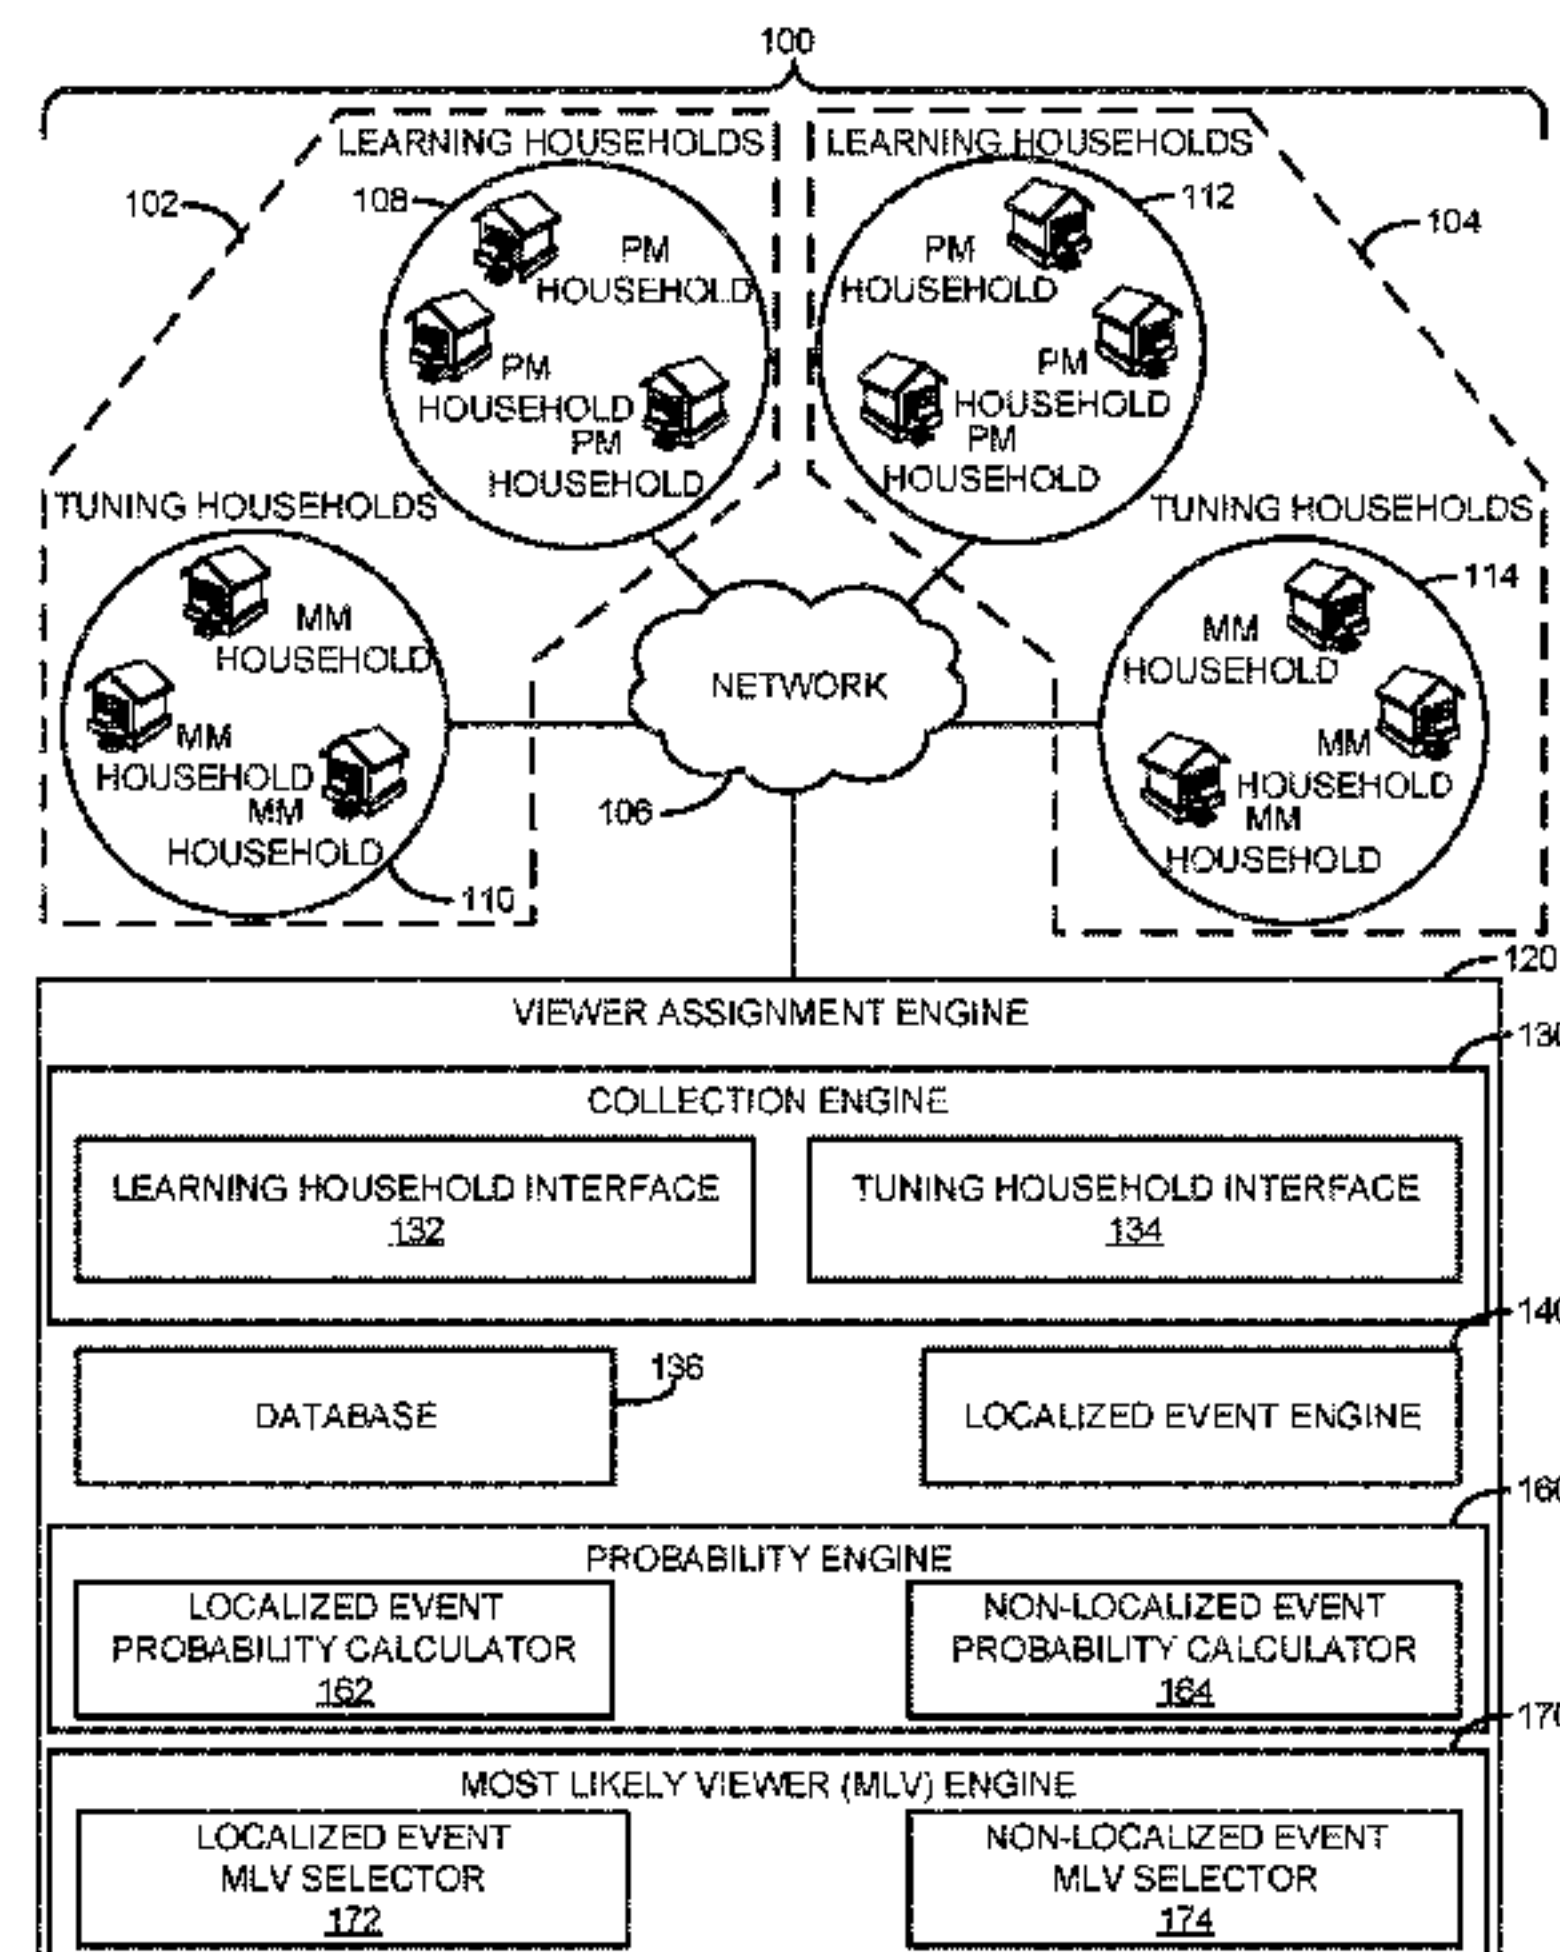 100
LEARNING HOUSEHOLDS
LEARNING HOUSEHOLDS
102
108
112
104
PM
HOUSEHOLD
PM
HOUSEHOLD
PM
HOUSEHOLD
PM
HOUSEHOLD
PM
HOUSEHOLD
PM
HOUSEHOLD
TUNING HOUSEHOLDS
TUNING HOUSEHOLDS
114
MM
HOUSEHOLD
MM
HOUSEHOLD
MM
HOUSEHOLD
110
NETWORK
106
MM
HOUSEHOLD
MM
HOUSEHOLD
MM
HOUSEHOLD
120
VIEWER ASSIGNMENT ENGINE
130
COLLECTION ENGINE
LEARNING HOUSEHOLD INTERFACE
132
TUNING HOUSEHOLD INTERFACE
134
140
DATABASE
136
LOCALIZED EVENT ENGINE
160
PROBABILITY ENGINE
LOCALIZED EVENT
PROBABILITY CALCULATOR
162
NON-LOCALIZED EVENT
PROBABILITY CALCULATOR
164
170
MOST LIKELY VIEWER (MLV) ENGINE
LOCALIZED EVENT
MLV SELECTOR
172
NON-LOCALIZED EVENT
MLV SELECTOR
174